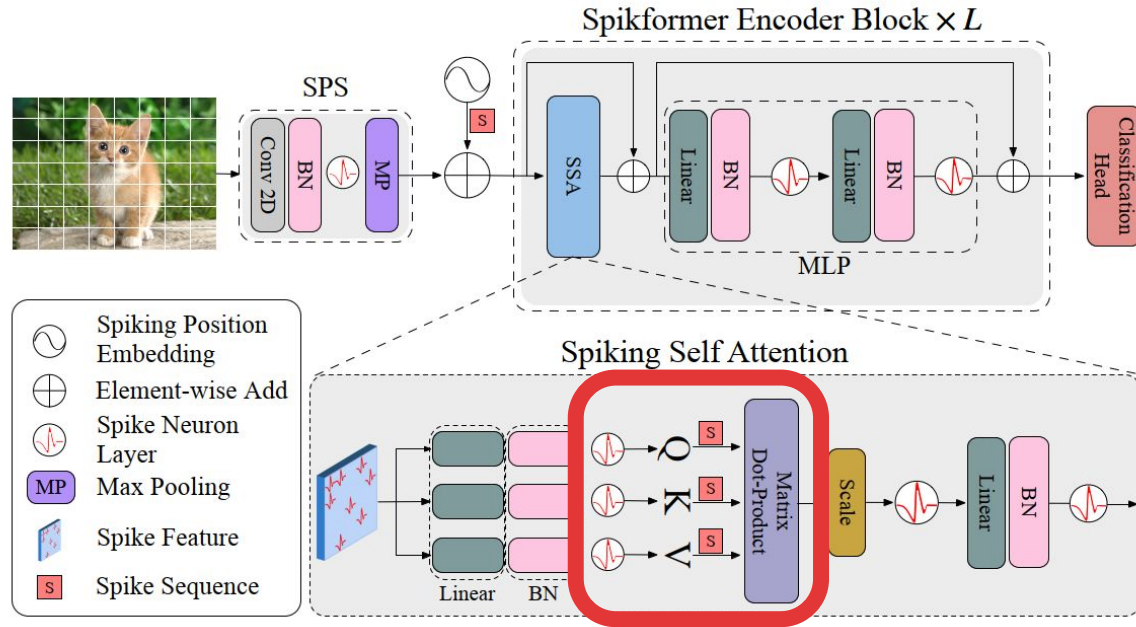 Spikformer Encoder Block × L
SPS
S
Conv 2D
BN
MP
SSA
Linear
BN
Linear
BN
MLP
Classification
Head
Spiking Position
Embedding
Element-wise Add
Spike Neuron
Layer
MP
Max Pooling
Spike Feature
S
Spike Sequence
Spiking Self Attention
Linear
BN
Q
S
K
S
V
S
Matrix
Dot-Product
Scale
Linear
BN